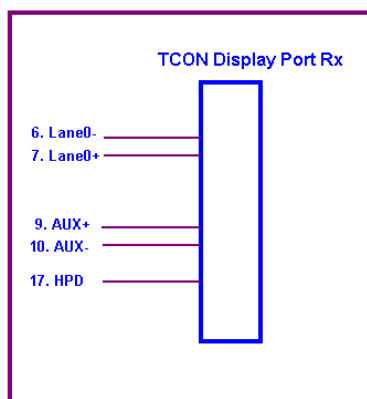 TCON Display Port Rx
6. Lane0-
7. Lane0+
9. AUX+
10. AUX-
17. HPD